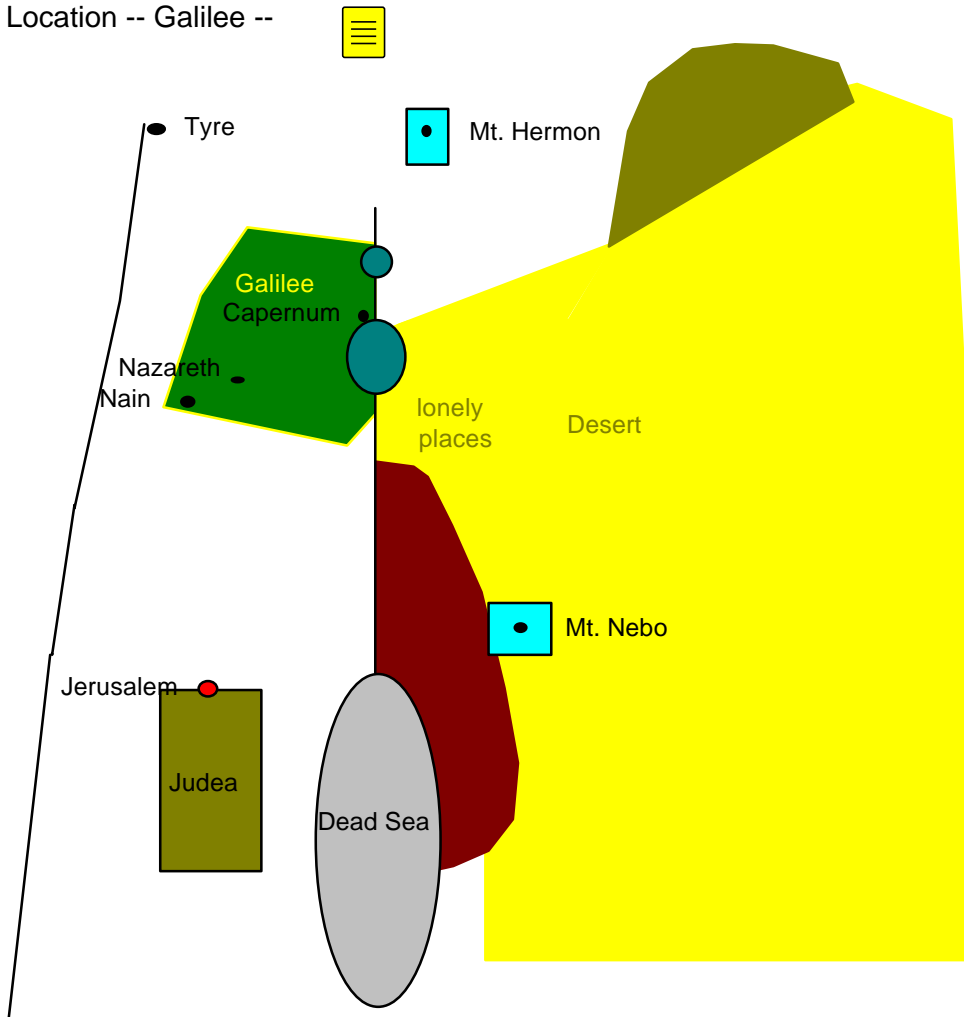 Location -- Galilee --
Tyre
Mt. Hermon
Galilee
Capernum
Nazareth
Nain
lonely
places
Desert
Mt. Nebo
Jerusalem
Judea
Dead Sea